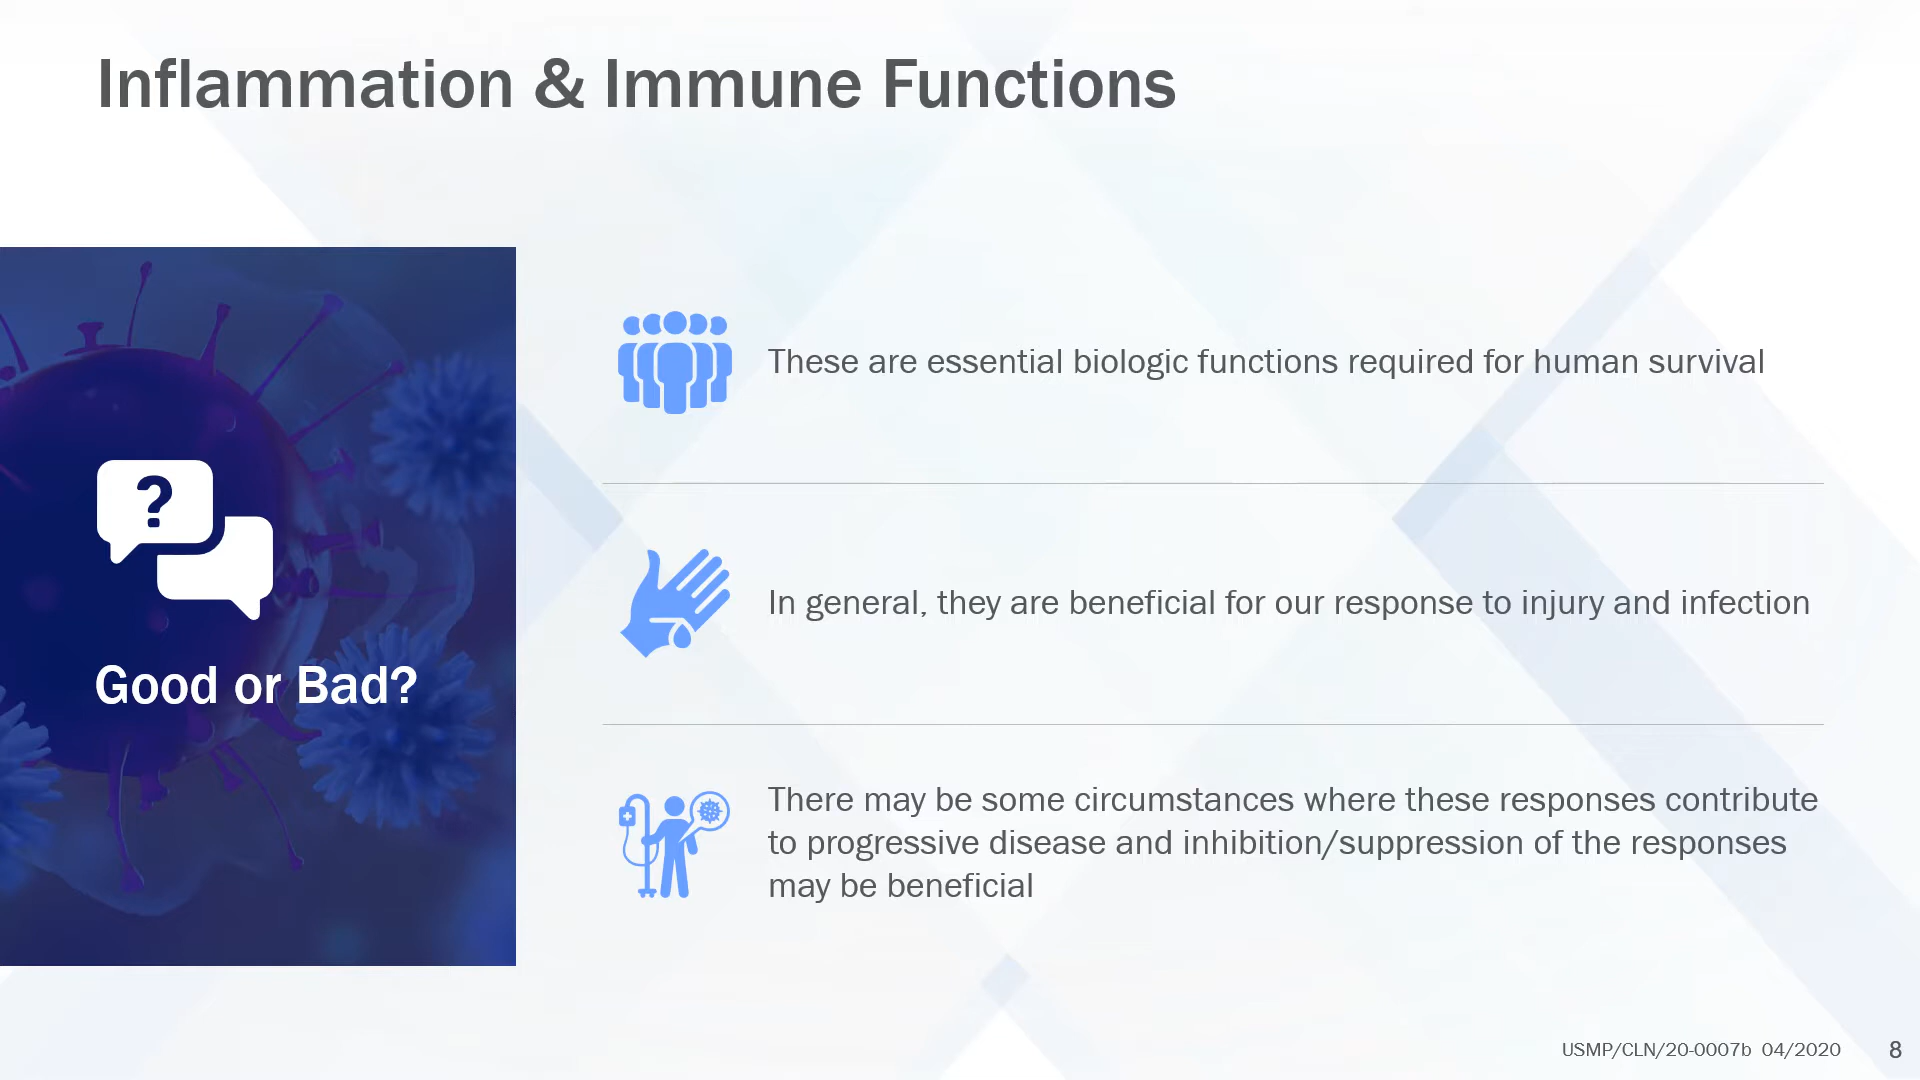 Inflammation & Immune Functions
?
Good or Bad?
These are essential biologic functions required for human survival
In general, they are beneficial for our response to injury and infection
There may be some circumstances where these responses contribute
to progressive disease and inhibition/suppression of the responses
may be beneficial
USMP/CLN/20-0007b 04/2020
8